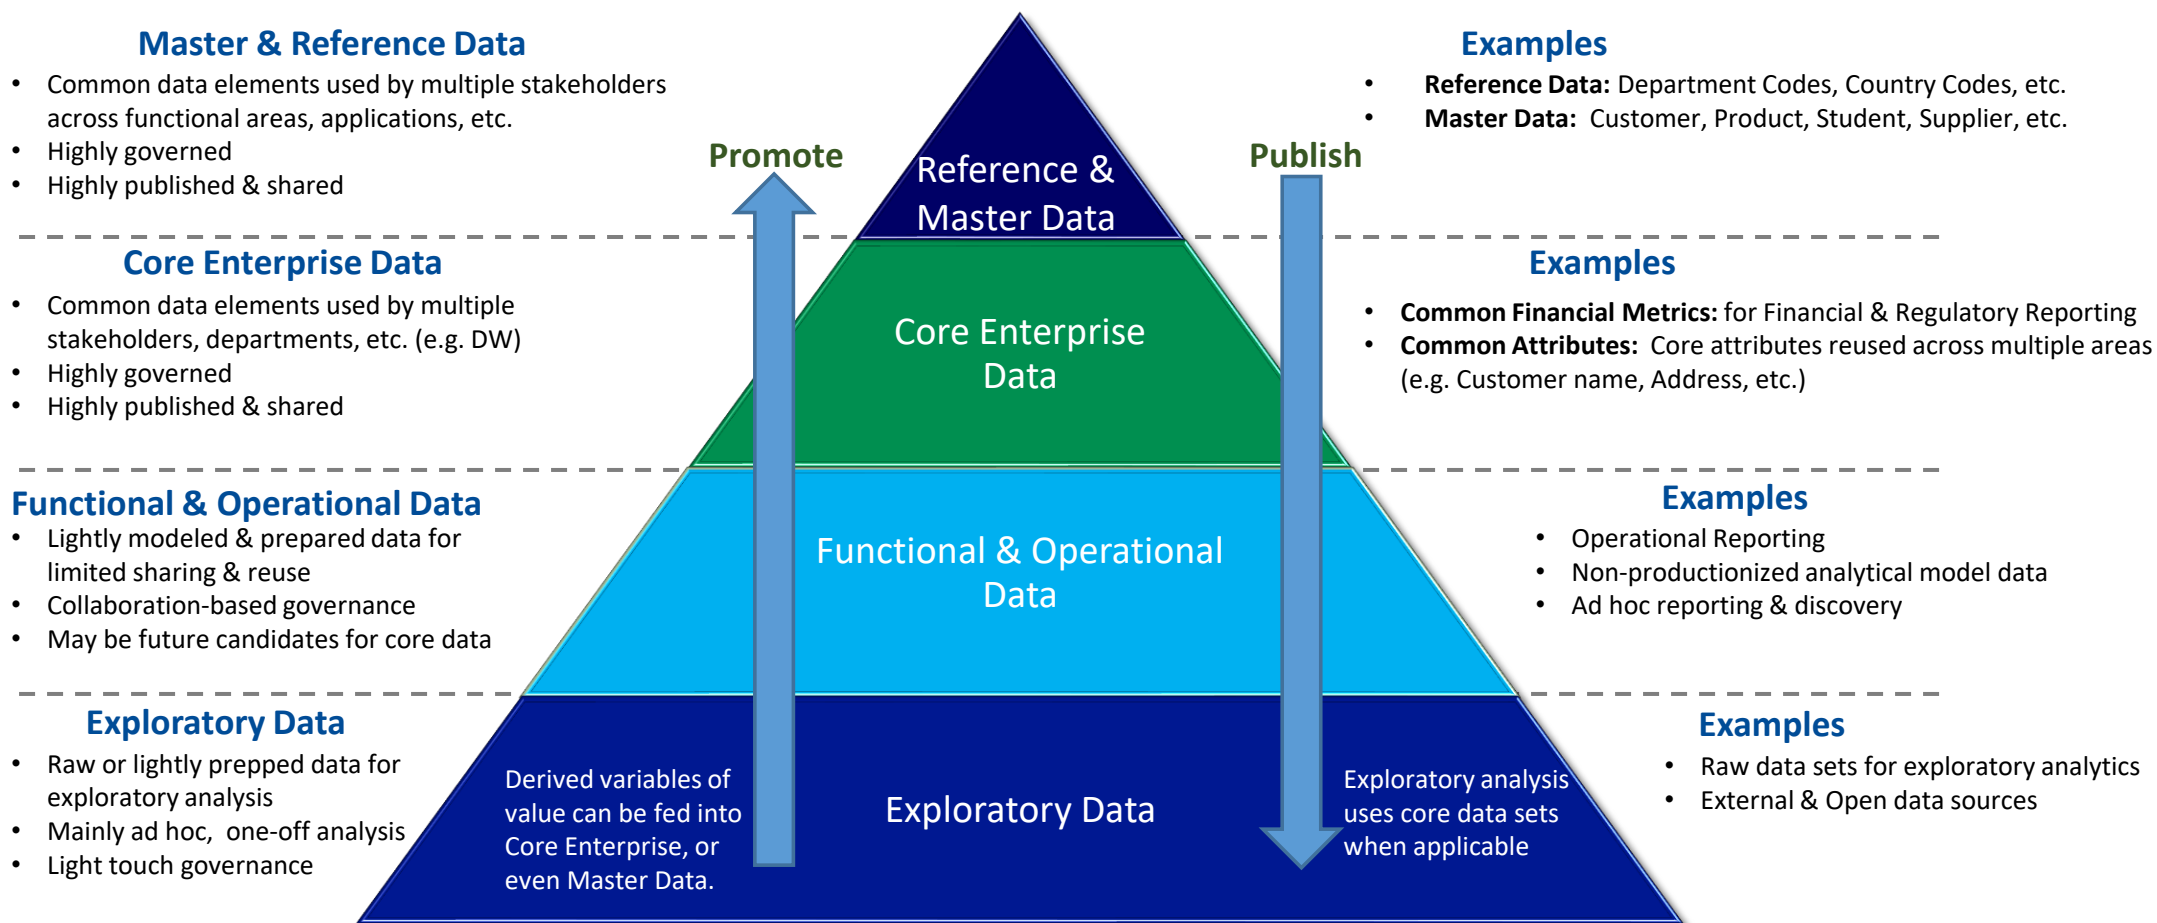 Master & Reference Data
• Common data elements used by multiple stakeholders
across functional areas, applications, etc.
• Highly governed
• Highly published & shared
Promote
Reference &
Master Data
Publish
Examples
• Reference Data: Department Codes, Country Codes, etc.
• Master Data: Customer, Product, Student, Supplier, etc.
Core Enterprise Data
• Common data elements used by multiple
stakeholders, departments, etc. (e.g. DW)
• Highly governed
• Highly published & shared
Core Enterprise
Data
Examples
• Common Financial Metrics: for Financial & Regulatory Reporting
• Common Attributes: Core attributes reused across multiple areas
(e.g. Customer name, Address, etc.)
Functional & Operational Data
• Lightly modeled & prepared data for
limited sharing & reuse
• Collaboration-based governance
• May be future candidates for core data
Functional & Operational
Data
Examples
• Operational Reporting
• Non-productionized analytical model data
• Ad hoc reporting & discovery
Exploratory Data
• Raw or lightly prepped data for
exploratory analysis
• Mainly ad hoc, one-off analysis
• Light touch governance
Derived variables of
value can be fed into
Core Enterprise, or
even Master Data.
Exploratory Data
Exploratory analysis
uses core data sets
when applicable
Examples
• Raw data sets for exploratory analytics
• External & Open data sources